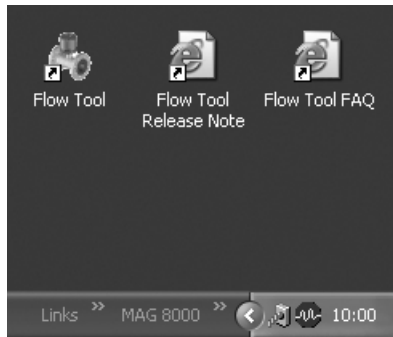 Flow Tool
Flow Tool
Release Note
Flow Tool FAQ
Links »
MAG 8000 »
10:00